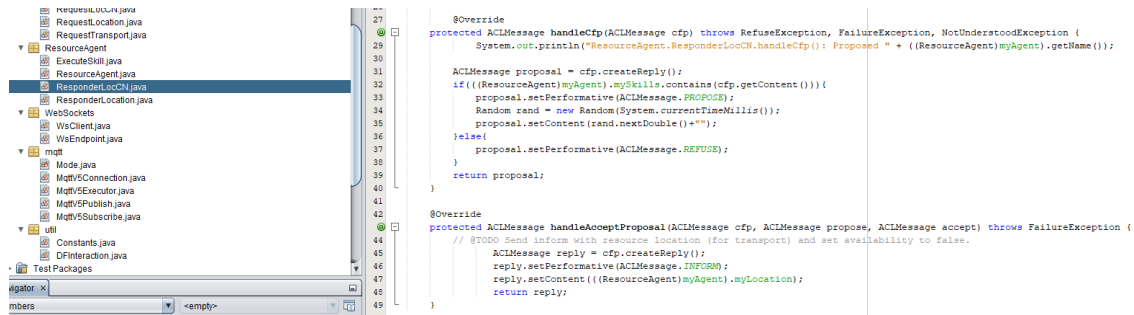 RequestLocCN.java
RequestLocation.java
RequestTransport.java
ResourceAgent
ExecuteSkill.java
ResourceAgent.java
ResponderLocCN.java
ResponderLocation.java
WebSockets
WsClient.java
WsEndpoint.java
mqtt
Mode.java
MqttV5Connection.java
MqttV5Executor.java
MqttV5Publish.java
MqttV5Subscribe.java
util
Constants.java
DFInteraction.java
Test Packages
vigator ×
mbers
<empty>
27 @Override
protected ACLMessage handleCfp(ACLMessage cfp) throws RefuseException, FailureException, NotUnderstoodException {
29 System.out.println("ResourceAgent.ResponderLocCN.handleCfp(): Proposed " + ((ResourceAgent)myAgent).getName());
30
31 ACLMessage proposal = cfp.createReply();
32 if(((ResourceAgent)myAgent).mySkills.contains(cfp.getContent())){
33 proposal.setPerformative(ACLMessage.PROPOSE);
34 Random rand = new Random(System.currentTimeMillis());
35 proposal.setContent(rand.nextDouble()+"");
36 }else{
37 proposal.setPerformative(ACLMessage.REFUSE);
38 }
39 return proposal;
40 }
41
42 @Override
protected ACLMessage handleAcceptProposal(ACLMessage cfp, ACLMessage propose, ACLMessage accept) throws FailureException {
44 // @TODO Send inform with resource location (for transport) and set availability to false.
45 ACLMessage reply = cfp.createReply();
46 reply.setPerformative(ACLMessage.INFORM);
47 reply.setContent(((ResourceAgent)myAgent).myLocation);
48 return reply;
49 }